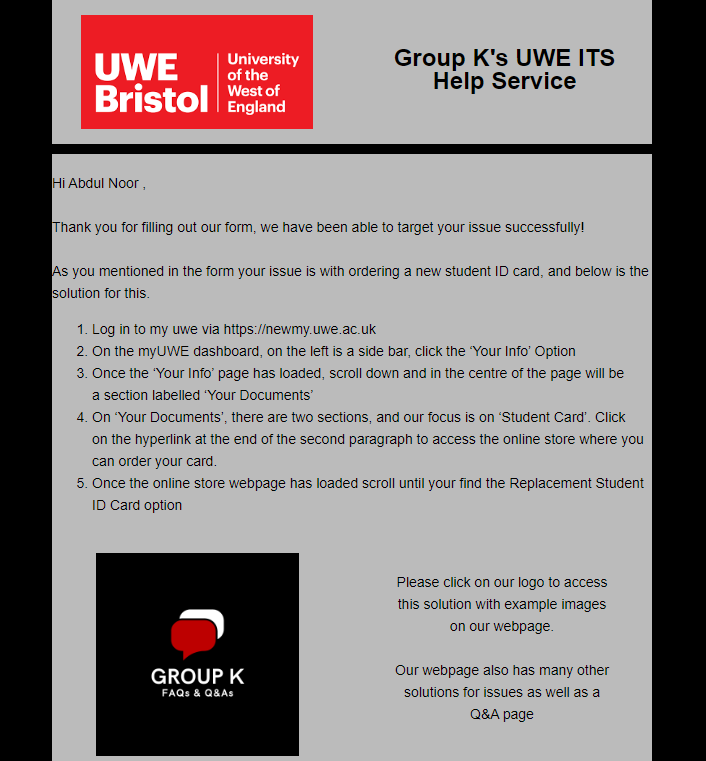 UWE
Bristol
University
of the
West of
England
Group K's UWE ITS
Help Service
Hi Abdul Noor ,
Thank you for filling out our form, we have been able to target your issue successfully!
As you mentioned in the form your issue is with ordering a new student ID card, and below is the
solution for this.
1. Log in to my uwe via https://newmy.uwe.ac.uk
2. On the myUWE dashboard, on the left is a side bar, click the ‘Your Info’ Option
3. Once the ‘Your Info’ page has loaded, scroll down and in the centre of the page will be
a section labelled ‘Your Documents’
4. On ‘Your Documents’, there are two sections, and our focus is on ‘Student Card’. Click
on the hyperlink at the end of the second paragraph to access the online store where you
can order your card.
5. Once the online store webpage has loaded scroll until your find the Replacement Student
ID Card option
GROUP K
FAQs & Q&As
Please click on our logo to access
this solution with example images
on our webpage.
Our webpage also has many other
solutions for issues as well as a
Q&A page